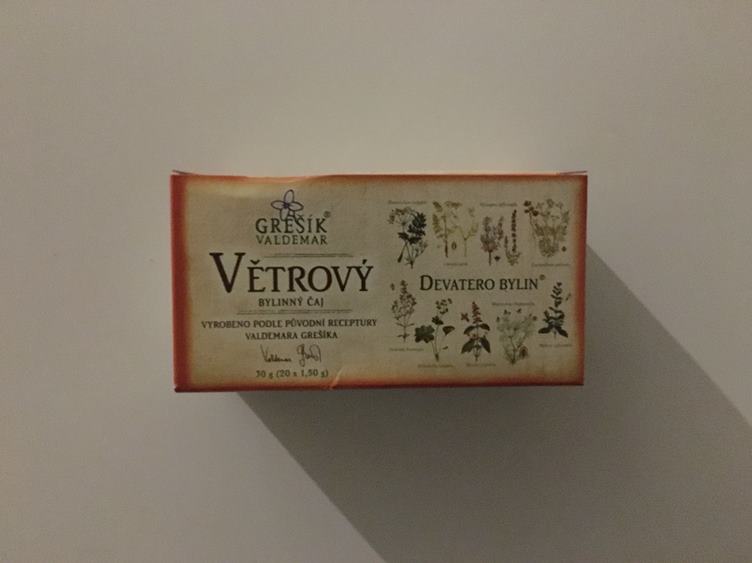 GREŠÍK®
VALDEMAR
VĚTROVÝ
BYLINNÝ ČAJ
VYROBENO PODLE PŮVODNÍ RECEPTURY
VALDEMARA GREŠÍKA
30 g (20 x 1,50 g)
DEVATERO BYLIN®